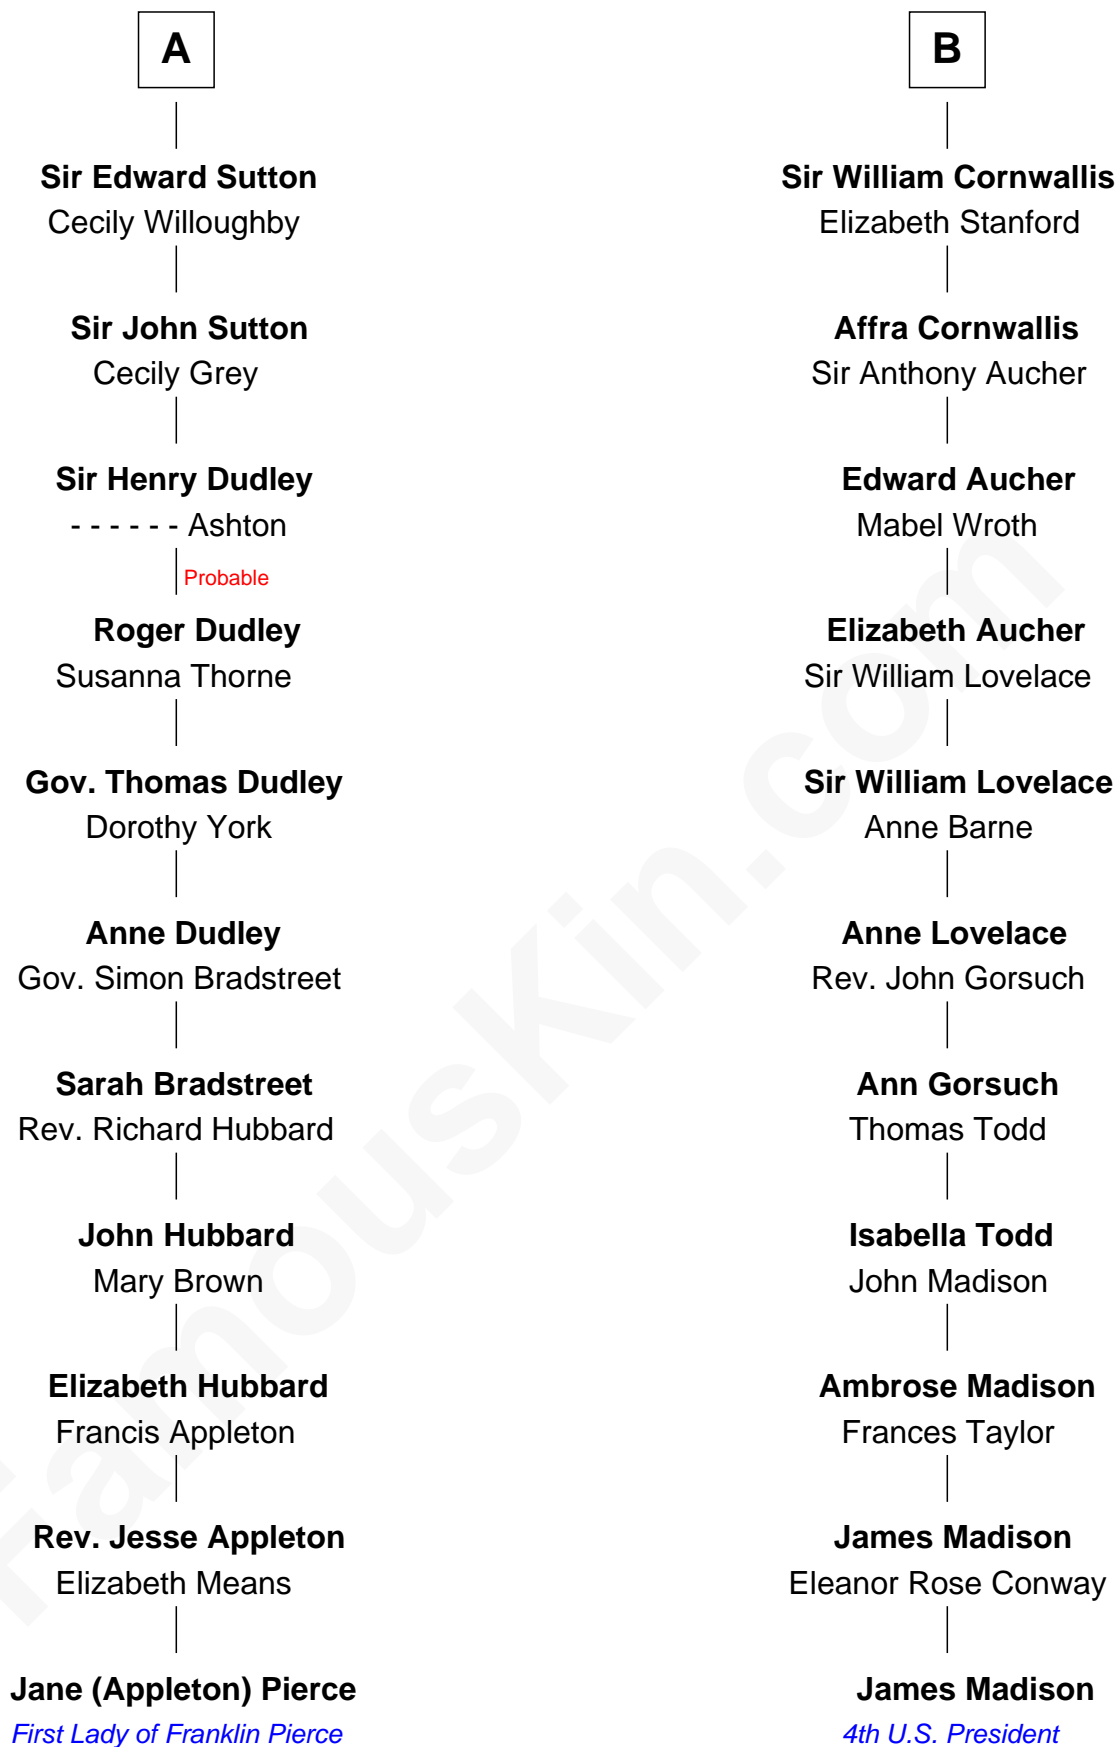 A
Sir Edward Sutton
Cecily Willoughby
Sir John Sutton
Cecily Grey
Sir Henry Dudley
- - - - - - Ashton
Probable
Roger Dudley
Susanna Thorne
Gov. Thomas Dudley
Dorothy York
Anne Dudley
Gov. Simon Bradstreet
Sarah Bradstreet
Rev. Richard Hubbard
John Hubbard
Mary Brown
Elizabeth Hubbard
Francis Appleton
Rev. Jesse Appleton
Elizabeth Means
Jane (Appleton) Pierce
First Lady of Franklin Pierce
B
Sir William Cornwallis
Elizabeth Stanford
Affra Cornwallis
Sir Anthony Aucher
Edward Aucher
Mabel Wroth
Elizabeth Aucher
Sir William Lovelace
Sir William Lovelace
Anne Barne
Anne Lovelace
Rev. John Gorsuch
Ann Gorsuch
Thomas Todd
Isabella Todd
John Madison
Ambrose Madison
Frances Taylor
James Madison
Eleanor Rose Conway
James Madison
4th U.S. President
FamousKin.com